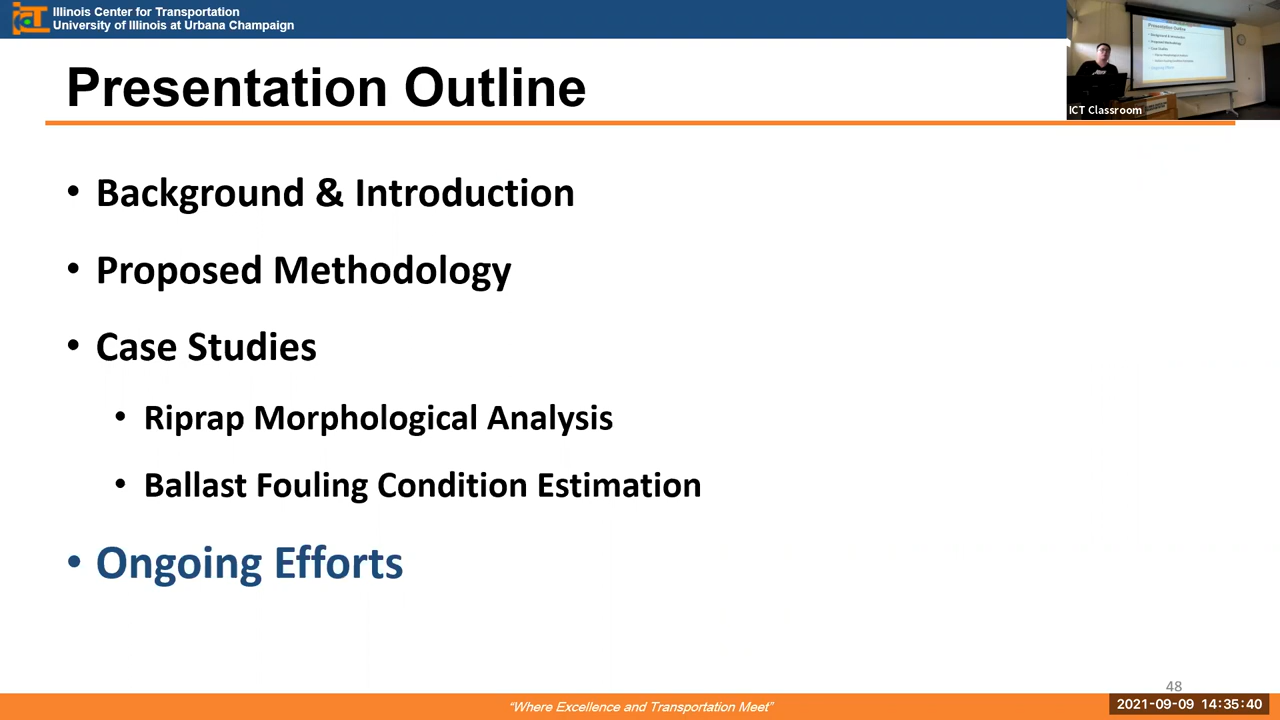 Illinois Center for Transportation
University of Illinois at Urbana Champaign
Presentation Outline
ICT Classroom
• Background & Introduction
• Proposed Methodology
• Case Studies
• Riprap Morphological Analysis
• Ballast Fouling Condition Estimation
• Ongoing Efforts
48
"Where Excellence and Transportation Meet"
2021-09-09 14:35:40